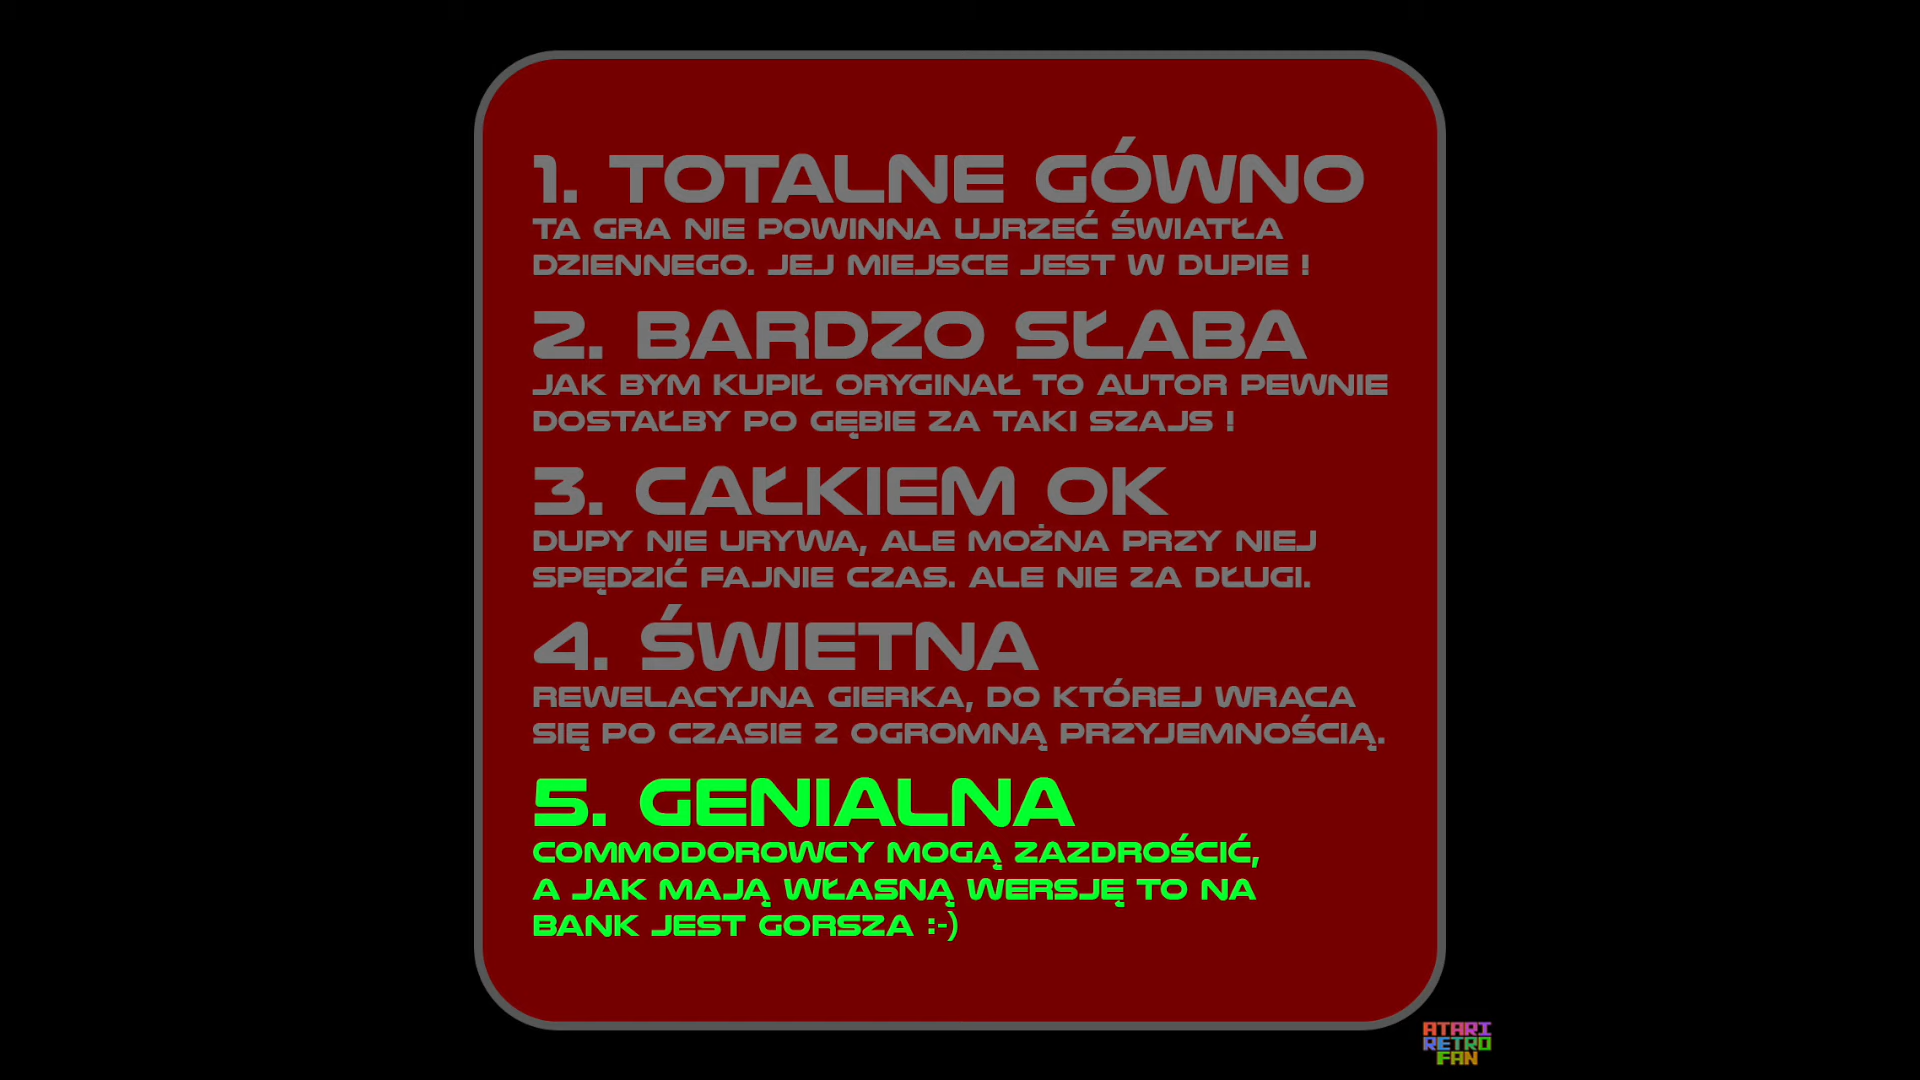 1. TOTALNE GÓWNO
TA GRA NIE POWINNA UJRZEĆ ŚWIATŁA
DZIENNEGO. JEJ MIEJSCE JEST W DUPIE !
2. BARDZO SŁABA
JAK BYM KUPIŁ ORYGINAŁ TO AUTOR PEWNIE
DOSTAŁBY PO GĘBIE ZA TAKI SZAJS !
3. CAŁKIEM OK
DUPY NIE URYWA, ALE MOŻNA PRZY NIEJ
SPĘDZIĆ FAJNIE CZAS. ALE NIE ZA DŁUGI.
4. ŚWIETNA
REWELACYJNA GIERKA, DO KTÓREJ WRACA
SIĘ PO CZASIE Z OGROMNĄ PRZYJEMNOŚCIĄ.
5. GENIALNA
COMMODOROWCY MOGĄ ZAZDROŚCIĆ,
A JAK MAJĄ WŁASNĄ WERSJĘ TO NA
BANK JEST GORSZA :-)
ATARI
RETRO
FAN